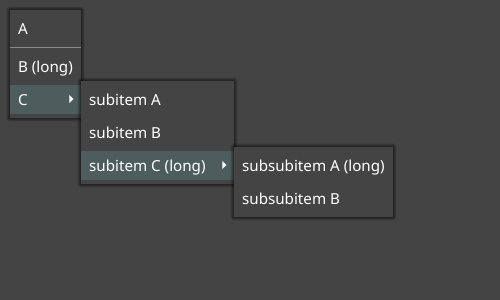 A
B (long)
C
subitem A
subitem B
subitem C (long)
subsubitem A (long)
subsubitem B